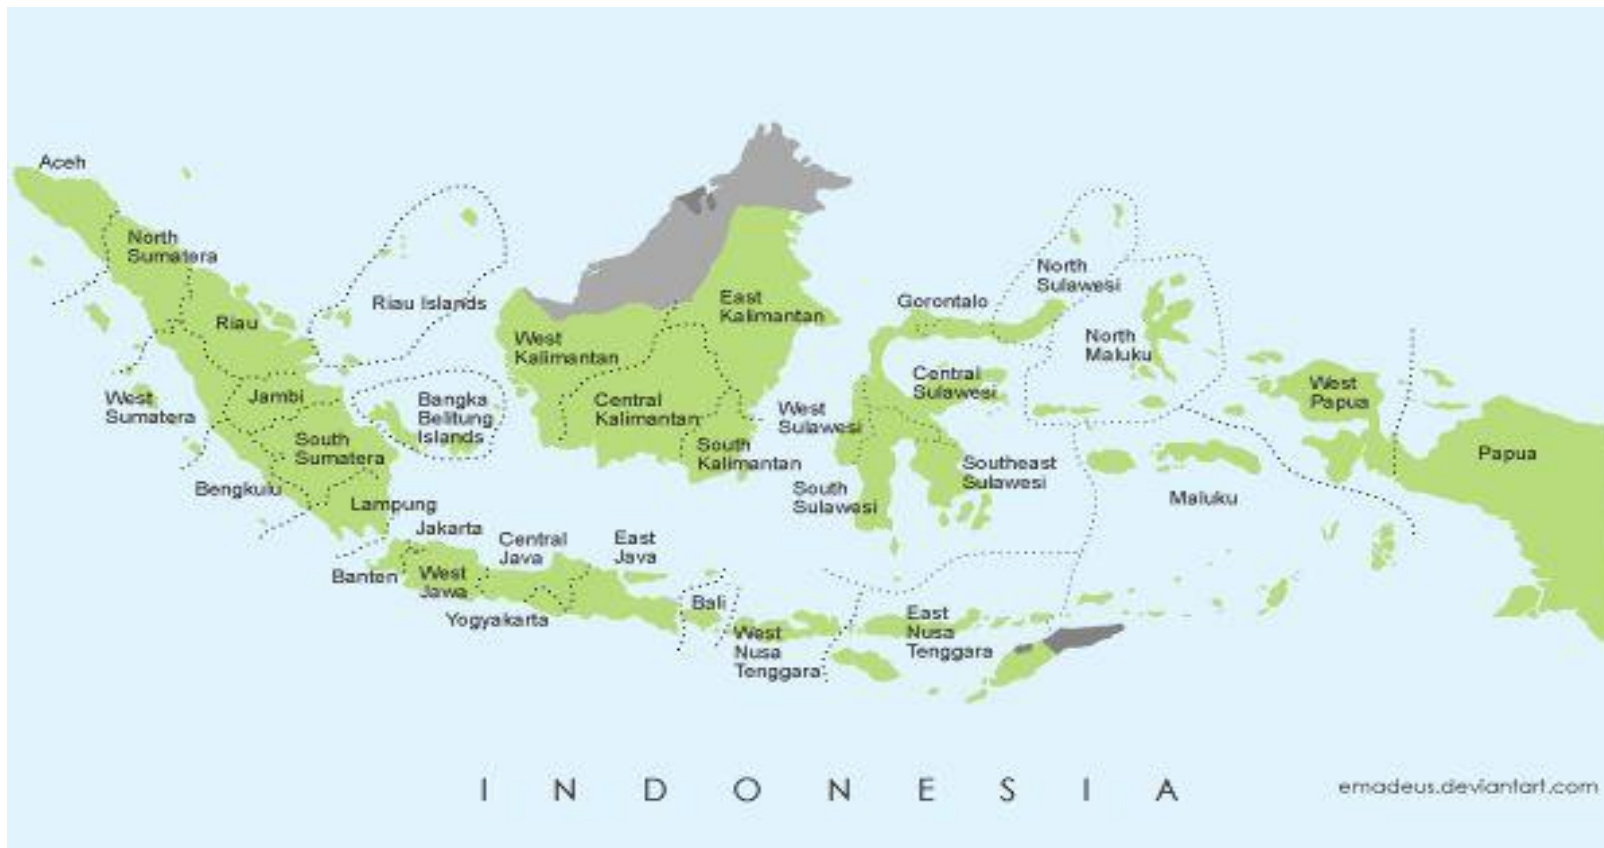 Aceh
North
Sumatera
Riau Islands
Riau
West
Sumatera
Jambi
Bangka
Belitung
Islands
South
Sumatera
Bengkulu
Lampung
Jakarta
Banten
West
Jawa
Central
Java
Yogyakarta
East
Java
Bali
West
Nusa
Tenggara
East
Nusa
Tenggara
West
Kalimantan
East
Kalimantan
Central
Kalimantan
South
Kalimantan
Gorontalo
North
Sulawesi
Central
Sulawesi
West
Sulawesi
South
Sulawesi
Southeast
Sulawesi
North
Maluku
Maluku
West
Papua
Papua
INDONESIA
emadeus.deviantart.com